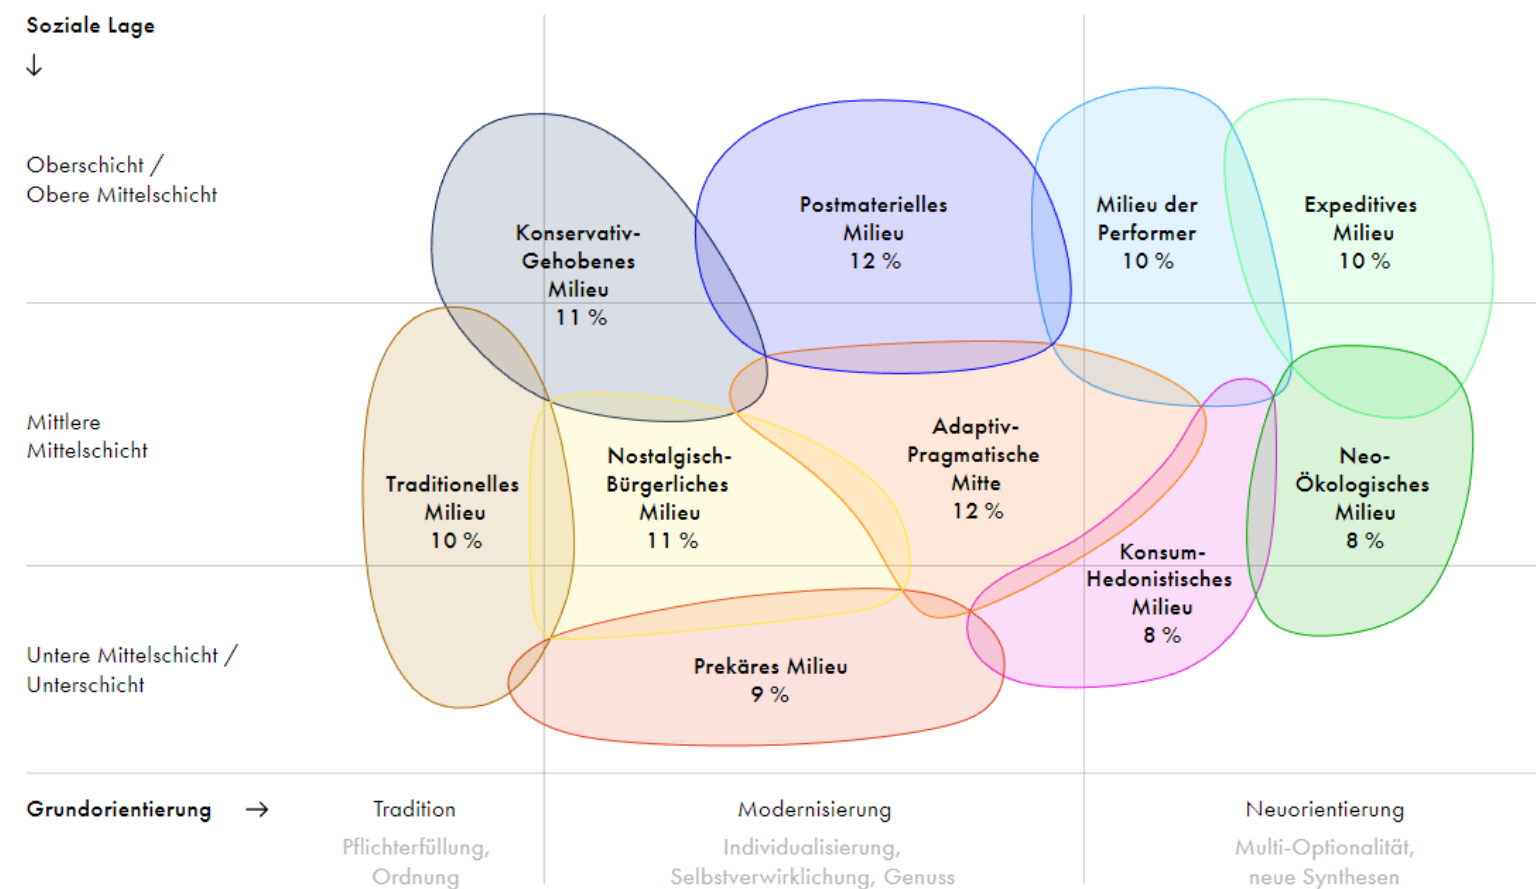 Soziale Lage
↓
Oberschicht /
Obere Mittelschicht
Konservativ-
Gehobenes
Milieu
11 %
Postmaterielles
Milieu
12 %
Milieu der
Performer
10 %
Expeditives
Milieu
10 %
Mittlere
Mittelschicht
Traditionelles
Milieu
10 %
Nostalgisch-
Bürgerliches
Milieu
11 %
Adaptiv-
Pragmatische
Mitte
12 %
Konsum-
Hedonistisches
Milieu
8 %
Neo-
Ökologisches
Milieu
8 %
Untere Mittelschicht /
Unterschicht
Prekäres Milieu
9 %
Grundorientierung →
Tradition
Pflichterfüllung,
Ordnung
Modernisierung
Individualisierung,
Selbstverwirklichung, Genuss
Neuorientierung
Multi-Optionalität,
neue Synthesen